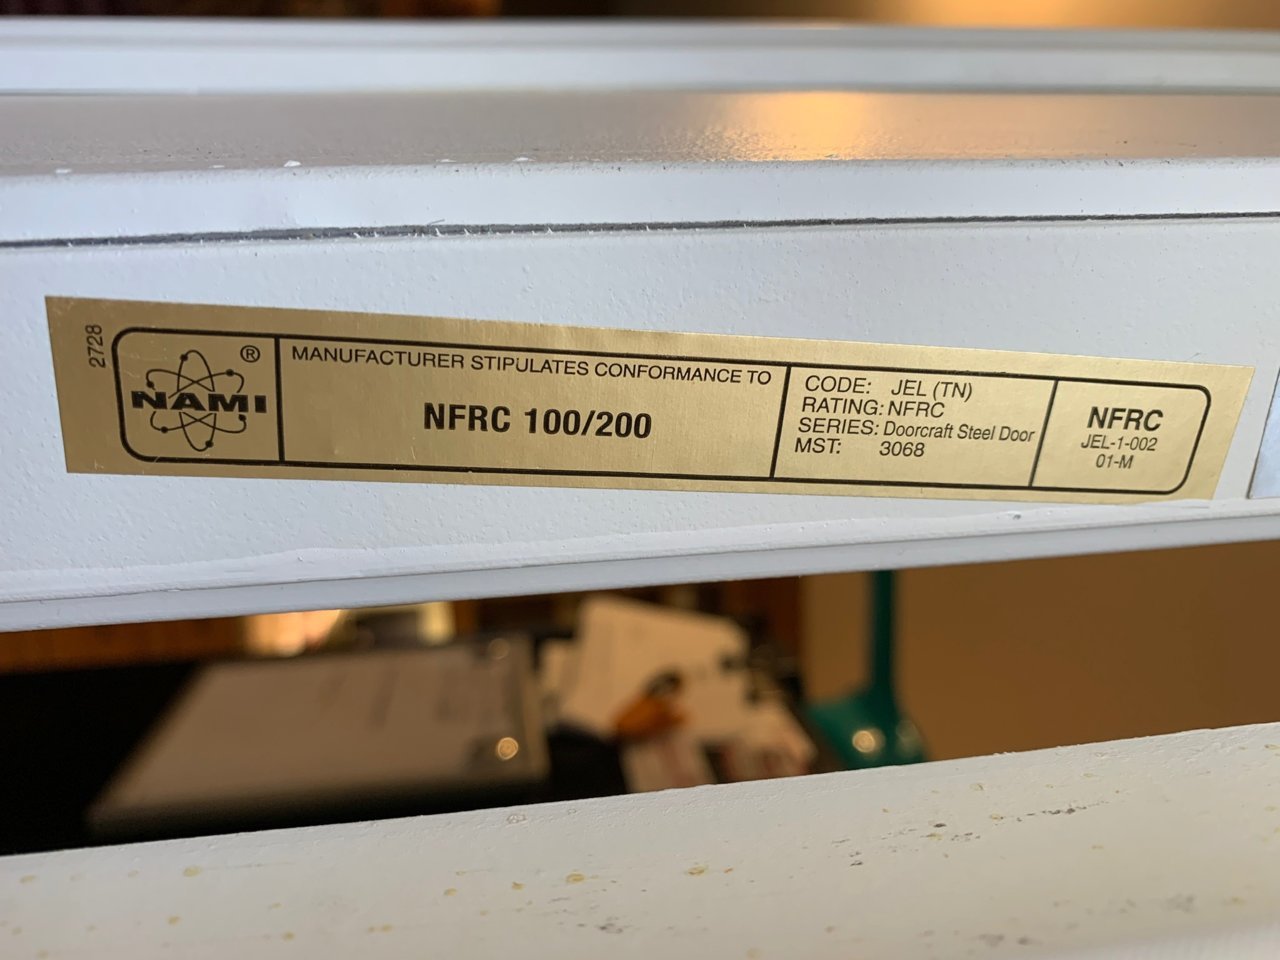 2728
NAMI ®
MANUFACTURER STIPULATES CONFORMANCE TO
NFRC 100/200
CODE: JEL (TN)
RATING: NFRC
SERIES: Doorcraft Steel Door
MST: 3068
NFRC
JEL-1-002
01-M